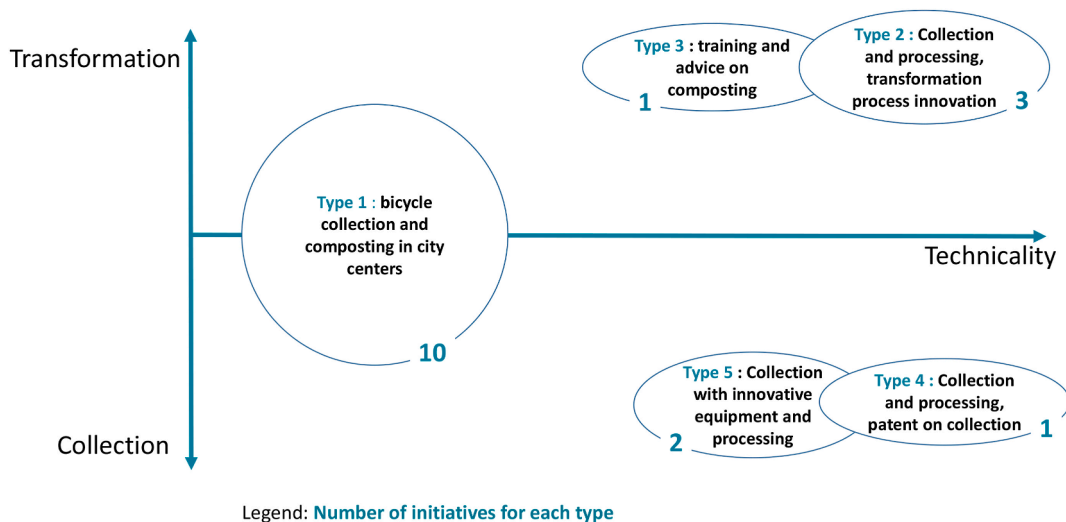 Transformation
Type 3 : training and
advice on
composting
1
Type 2 : Collection
and processing,
transformation
process innovation
3
Type 1 : bicycle
collection and
composting in city
centers
10
Technicality
Type 5 : Collection
with innovative
equipment and
processing
2
Type 4 : Collection
and processing,
patent on collection
1
Collection
Legend: Number of initiatives for each type